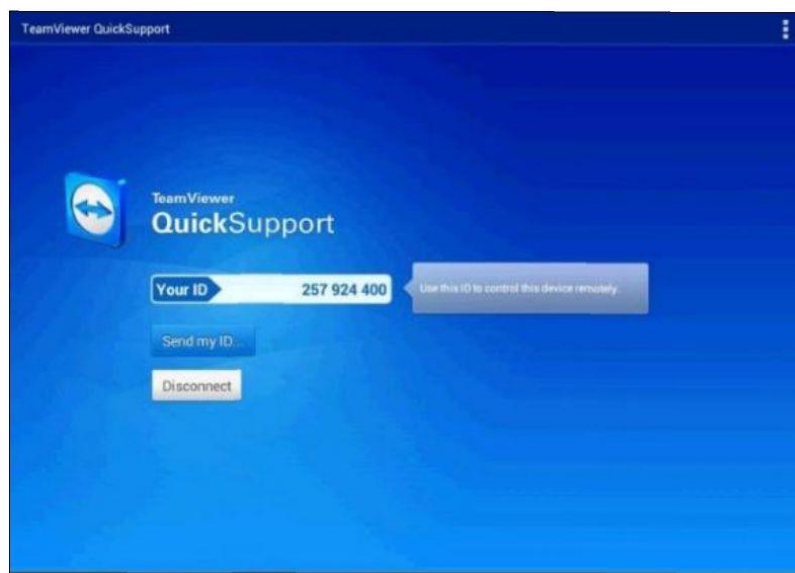 TeamViewer QuickSupport
TeamViewer
QuickSupport
Your ID 257 924 400
Use this ID to control this device remotely.
Send my ID...
Disconnect